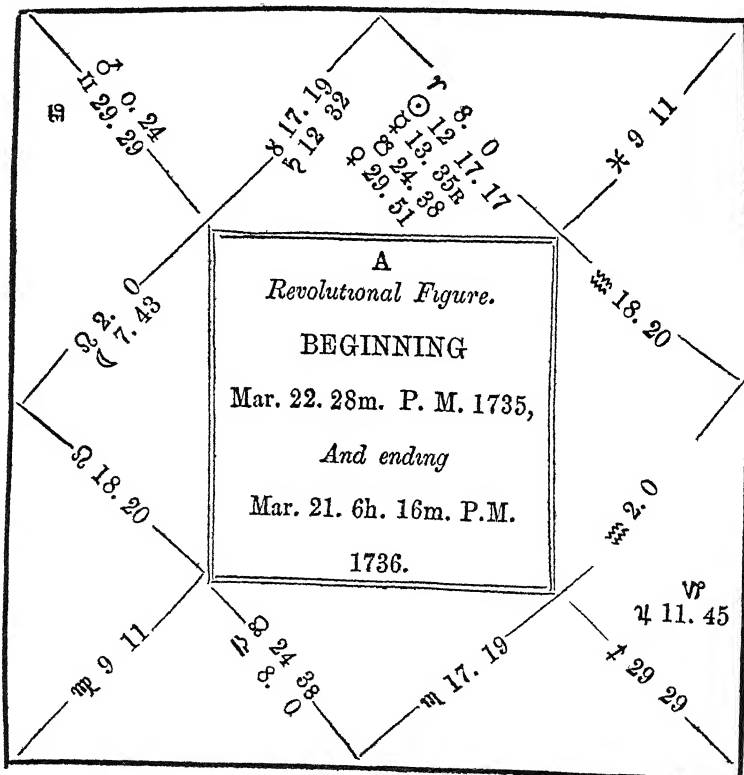 ♂ 0. 24
♊ 29. 29
♋
♉ 17. 19
♄ 12 32
♈ 8. 0
☉ 12 17. 17
☿ 13. 35R
☋ 24. 38
♀ 29. 51
♓ 9 11
♌ 2. 0
☽ 7. 43
A
Revolutional Figure.
BEGINNING
Mar. 22. 28m. P. M. 1735,
And ending
Mar. 21. 6h. 16m. P.M.
1736.
♒ 18. 20
♌ 18. 20
♒ 2. 0
♑
♃ 11. 45
♍ 9 11
☊ 24 38
♎ 8. 0
♏ 17. 19
♐ 29 29